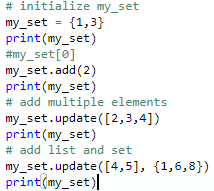 # initialize my_set
my_set = {1,3}
print(my_set)
#my_set[0]
my_set.add(2)
print(my_set)
# add multiple elements
my_set.update([2,3,4])
print(my_set)
# add list and set
my_set.update([4,5], {1,6,8})
print(my_set)